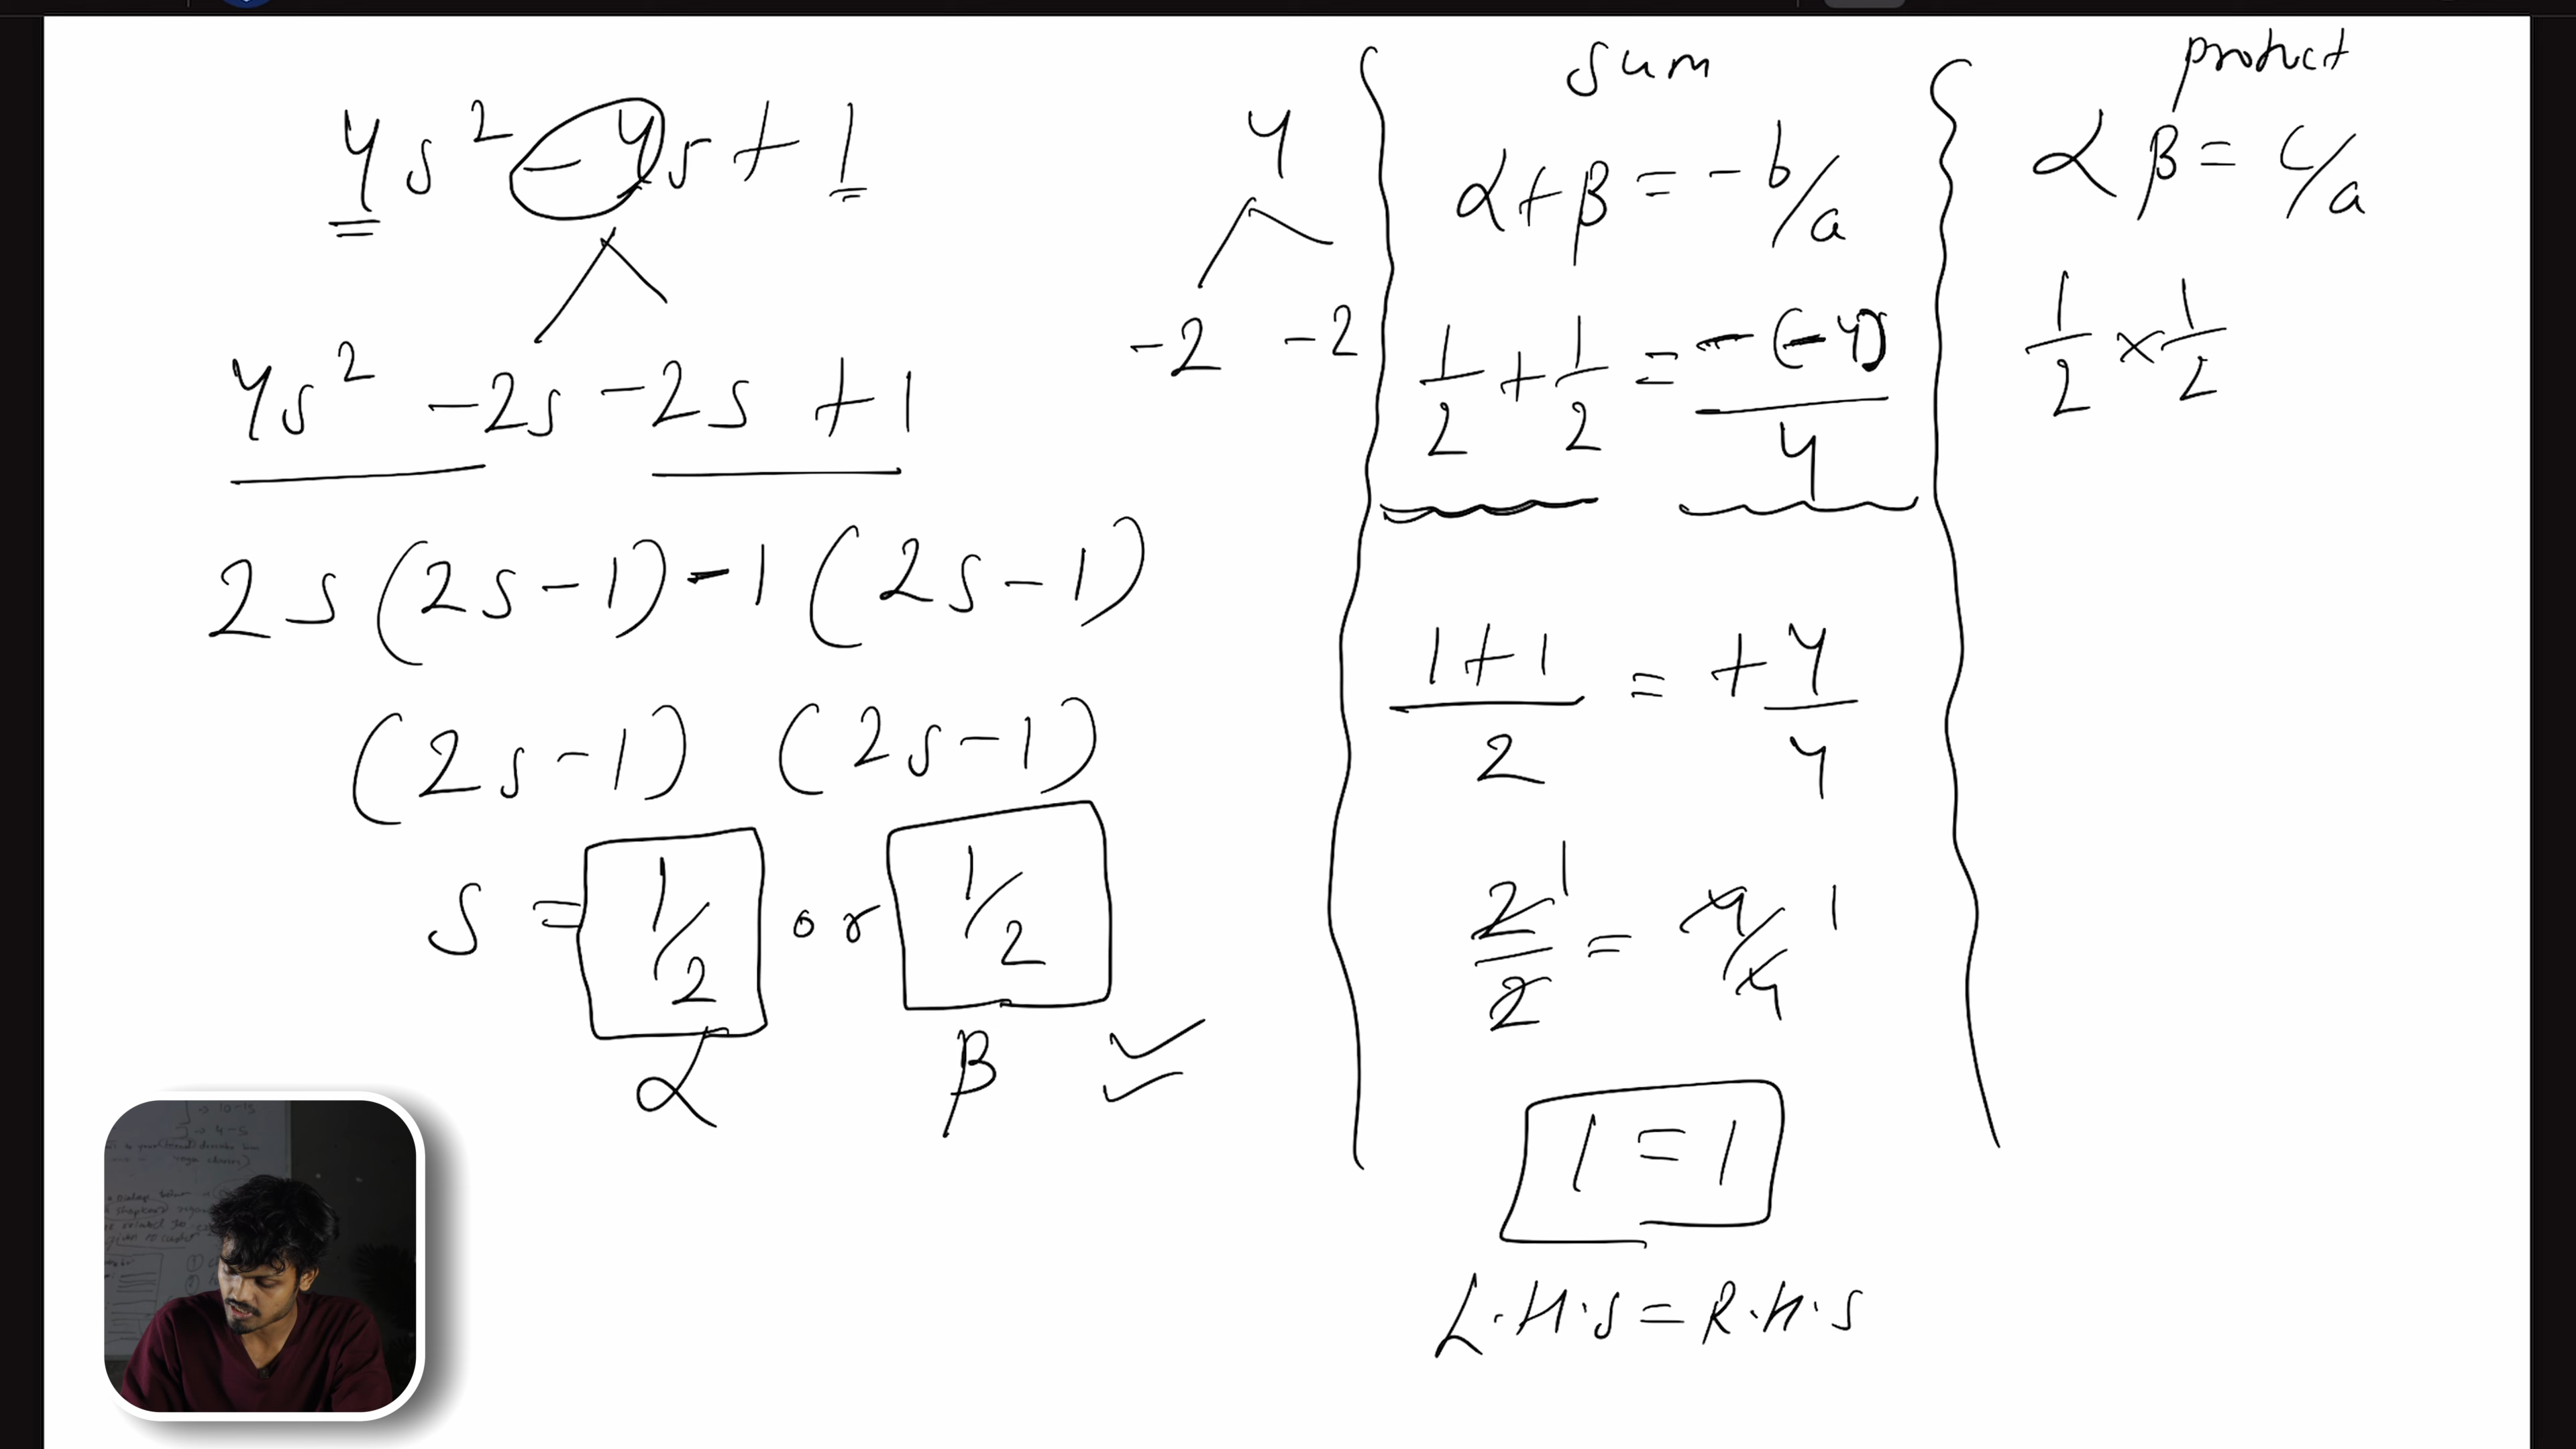 4s² -4s + 1
4
-2 -2
4s² -2s -2s +1
2s(2s-1)-1(2s-1)
(2s-1) (2s-1)
s = 1/2 or 1/2
α β
sum
α+β = -b/a
1/2 + 1/2 = -(-4)/4
1+1/2 = +4/4
2/2 1 = 4/4 1
1 = 1
L.H.S = R.H.S
product
α β = c/a
1/2 × 1/2